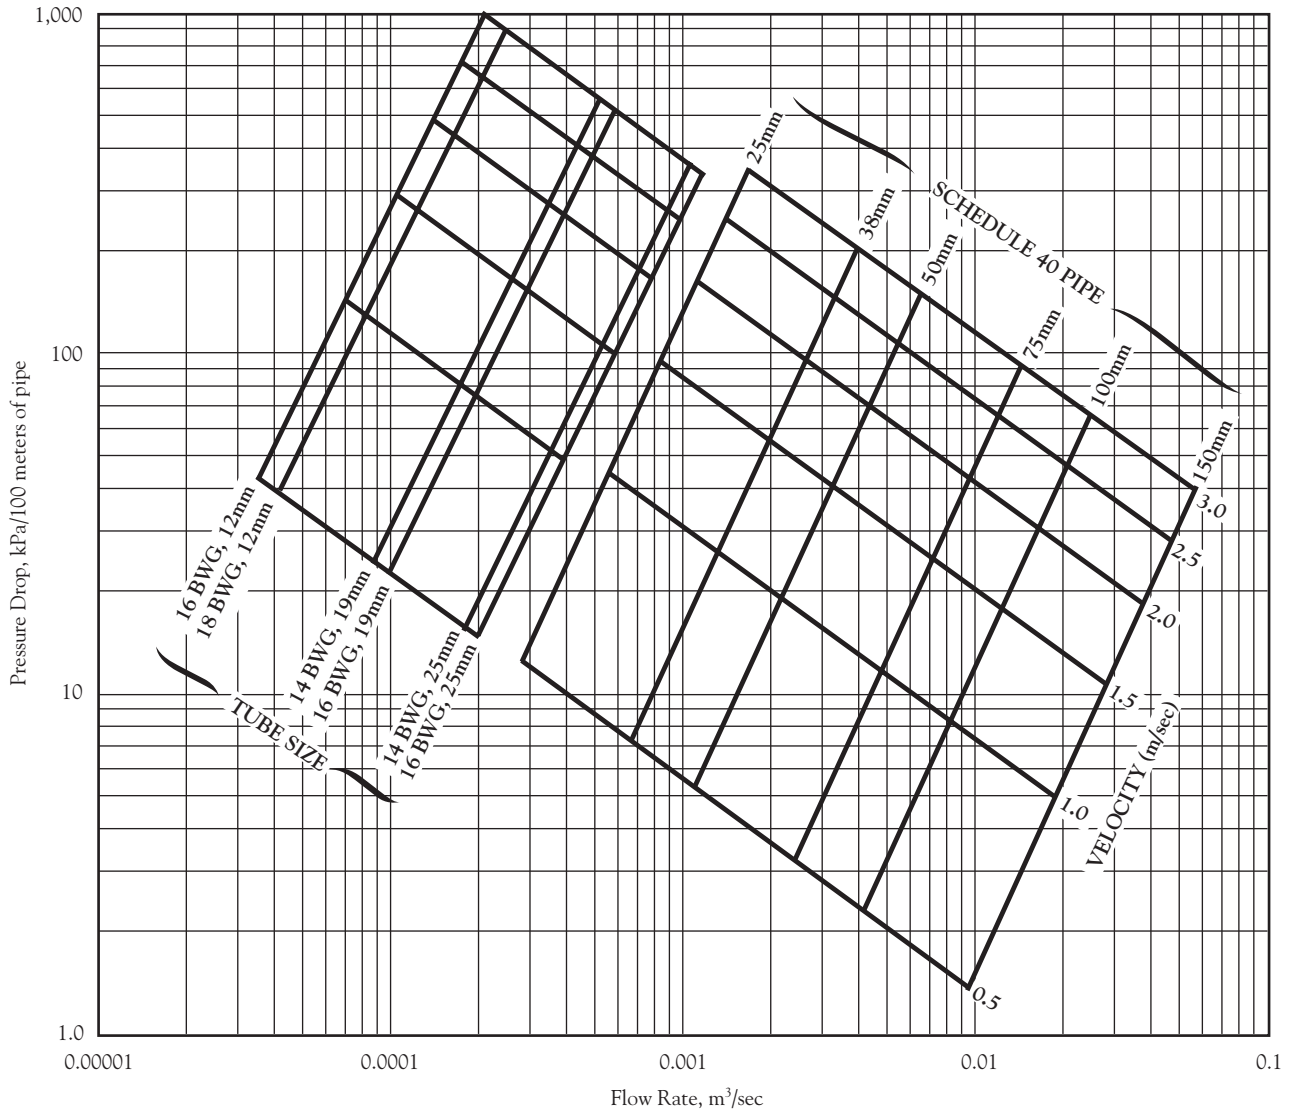 1,000
100
10
1.0
Pressure Drop, kPa/100 meters of pipe
0.00001
0.0001
0.001
0.01
0.1
Flow Rate, m³/sec
16 BWG, 12mm
18 BWG, 12mm
14 BWG, 19mm
16 BWG, 19mm
14 BWG, 25mm
16 BWG, 25mm
TUBE SIZE
25mm
38mm
50mm
75mm
100mm
150mm
SCHEDULE 40 PIPE
3.0
2.5
2.0
1.5
1.0
0.5
VELOCITY (m/sec)